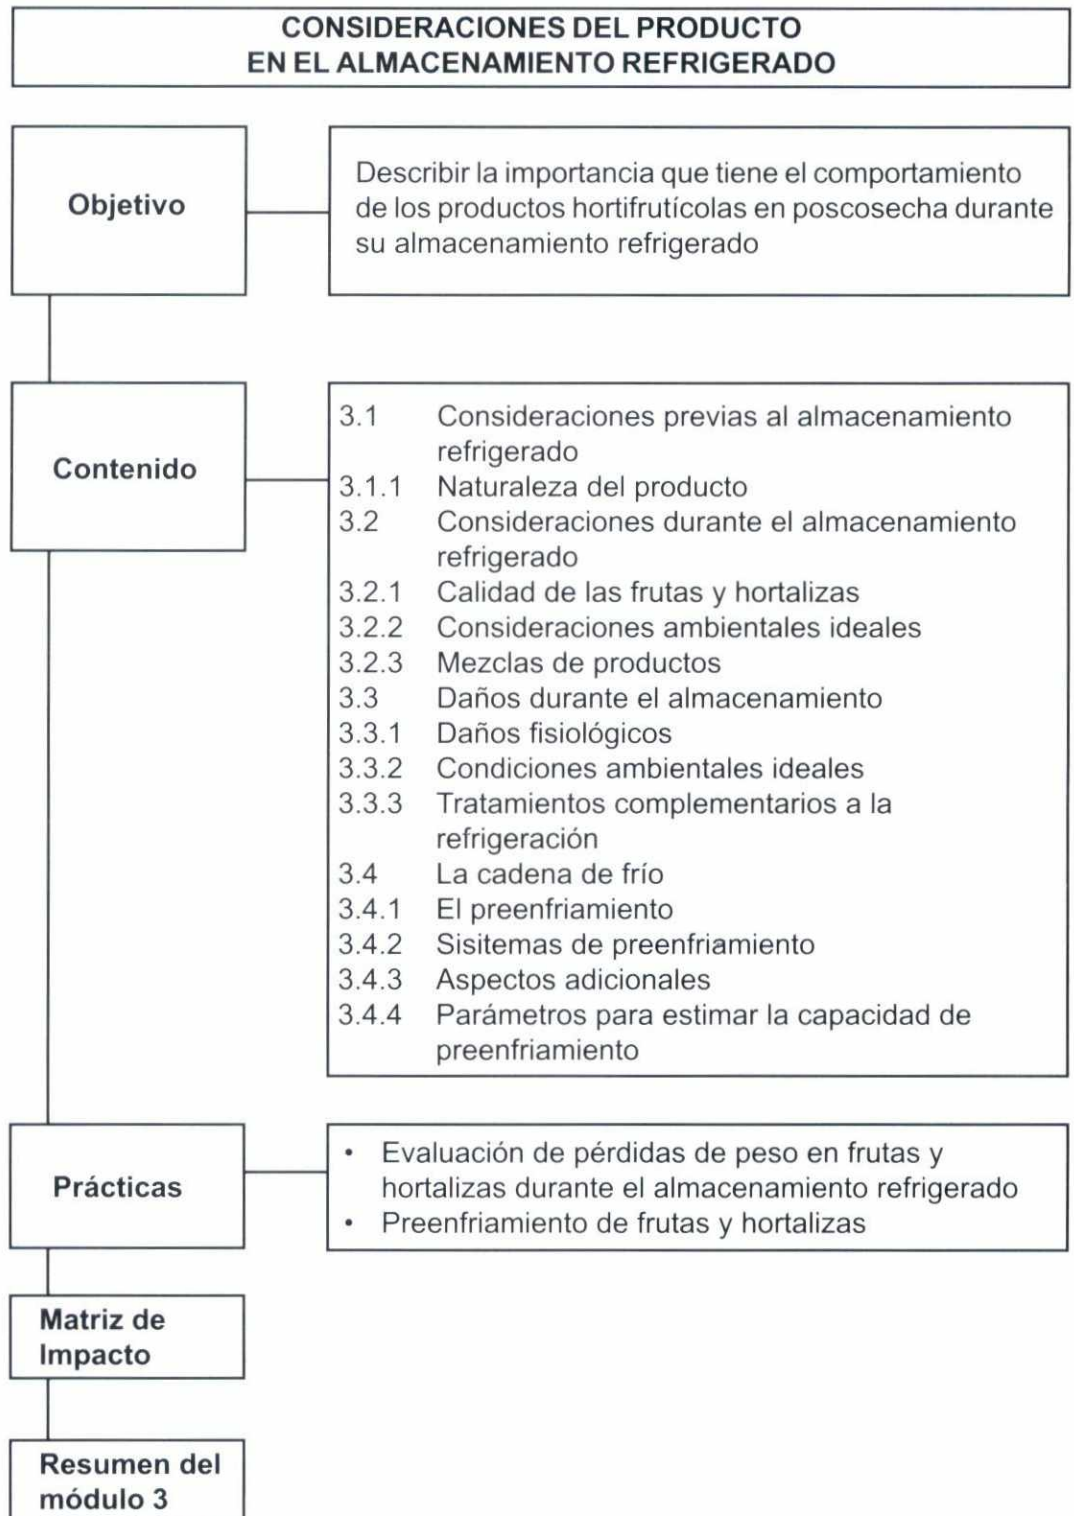 CONSIDERACIONES DEL PRODUCTO
EN EL ALMACENAMIENTO REFRIGERADO
Objetivo
Describir la importancia que tiene el comportamiento
de los productos hortifrutícolas en poscosecha durante
su almacenamiento refrigerado
Contenido
3.1 Consideraciones previas al almacenamiento
refrigerado
3.1.1 Naturaleza del producto
3.2 Consideraciones durante el almacenamiento
refrigerado
3.2.1 Calidad de las frutas y hortalizas
3.2.2 Consideraciones ambientales ideales
3.2.3 Mezclas de productos
3.3 Daños durante el almacenamiento
3.3.1 Daños fisiológicos
3.3.2 Condiciones ambientales ideales
3.3.3 Tratamientos complementarios a la
refrigeración
3.4 La cadena de frío
3.4.1 El preenfriamiento
3.4.2 Sisitemas de preenfriamiento
3.4.3 Aspectos adicionales
3.4.4 Parámetros para estimar la capacidad de
preenfriamiento
Prácticas
• Evaluación de pérdidas de peso en frutas y
hortalizas durante el almacenamiento refrigerado
• Preenfriamiento de frutas y hortalizas
Matriz de
Impacto
Resumen del
módulo 3